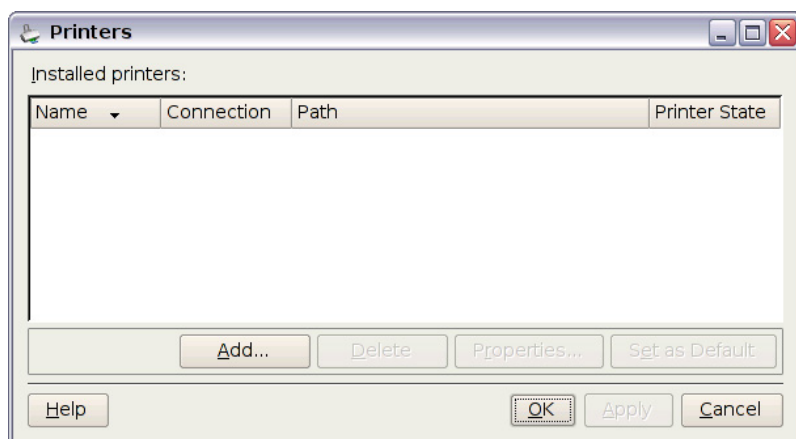 Printers
Installed printers:
Name Connection Path Printer State
Add... Delete Properties... Set as Default
Help OK Apply Cancel